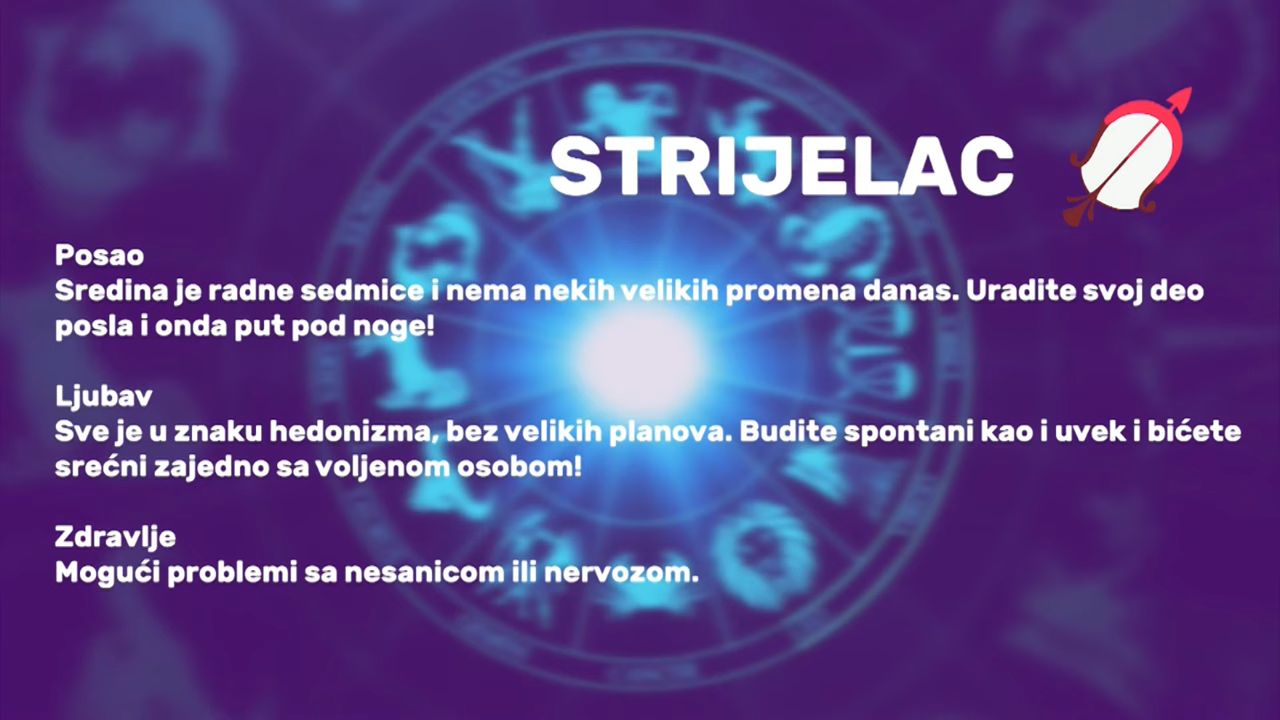 STRIJELAC
Posao
Sredina je radne sedmice i nema nekih velikih promena danas. Uradite svoj deo
posla i onda put pod noge!
Ljubav
Sve je u znaku hedonizma, bez velikih planova. Budite spontani kao i uvek i bićete
srećni zajedno sa voljenom osobom!
Zdravlje
Mogući problemi sa nesanicom ili nervozom.